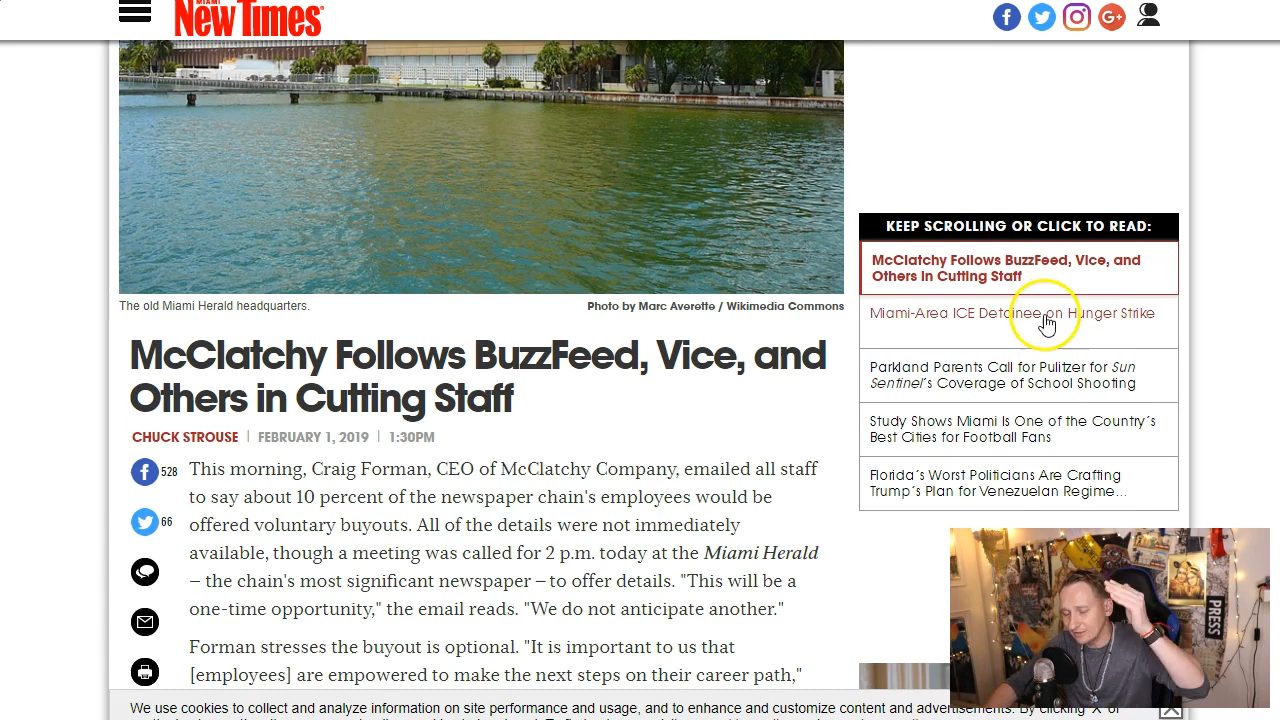 MIAMI
New Times
The old Miami Herald headquarters.
Photo by Marc Averette / Wikimedia Commons
McClatchy Follows BuzzFeed, Vice, and
Others in Cutting Staff
CHUCK STROUSE | FEBRUARY 1, 2019 | 1:30PM
528
66
This morning, Craig Forman, CEO of McClatchy Company, emailed all staff
to say about 10 percent of the newspaper chain's employees would be
offered voluntary buyouts. All of the details were not immediately
available, though a meeting was called for 2 p.m. today at the Miami Herald
– the chain's most significant newspaper – to offer details. "This will be a
one-time opportunity," the email reads. "We do not anticipate another."
Forman stresses the buyout is optional. "It is important to us that
[employees] are empowered to make the next steps on their career path,"
KEEP SCROLLING OR CLICK TO READ:
McClatchy Follows BuzzFeed, Vice, and
Others in Cutting Staff
Miami-Area ICE Detainee on Hunger Strike
Parkland Parents Call for Pulitzer for Sun
Sentinel's Coverage of School Shooting
Study Shows Miami Is One of the Country's
Best Cities for Football Fans
Florida's Worst Politicians Are Crafting
Trump's Plan for Venezuelan Regime...
PRESS
We use cookies to collect and analyze information on site performance and usage, and to enhance and customize content and advertisements. By clicking 'X' or